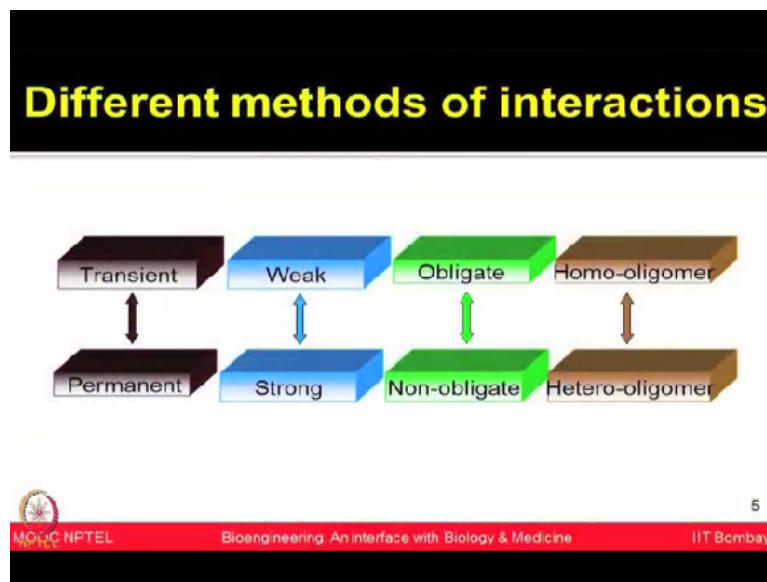 Different methods of interactions
Transient Weak Obligate Homo-oligomer
Permanent Strong Non-obligate Hetero-oligomer
5
MOOC NPTEL Bioengineering: An interface with Biology & Medicine IIT Bombay
NPTEL